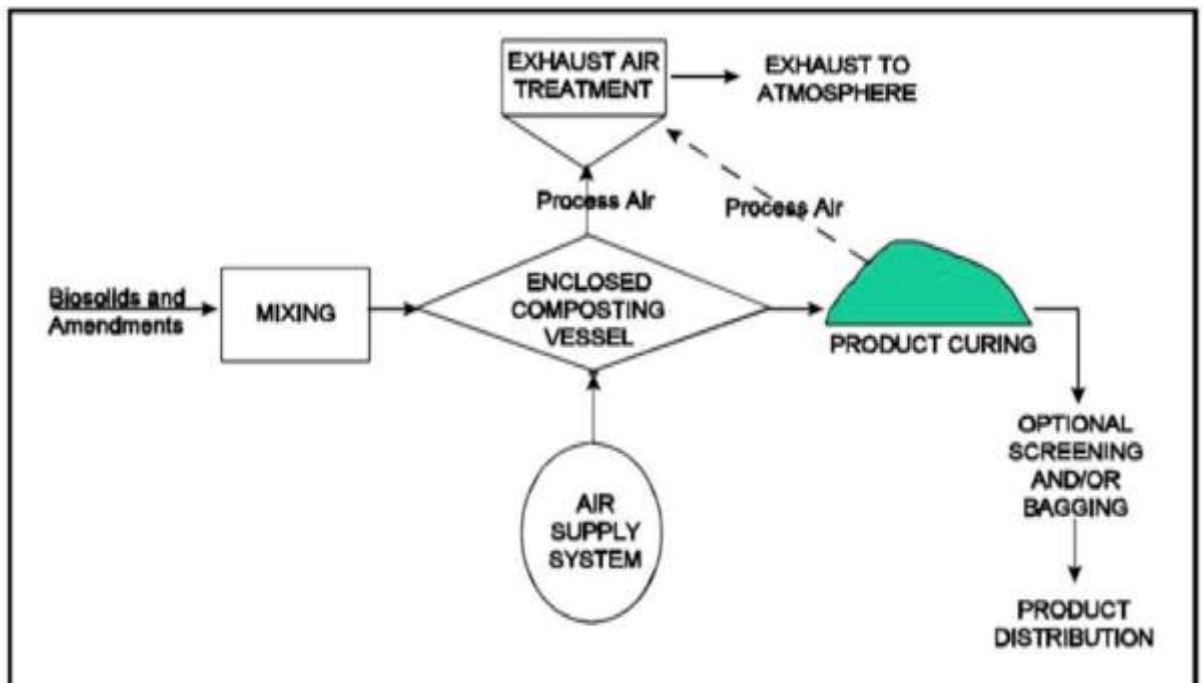 EXHAUST AIR
TREATMENT
EXHAUST TO
ATMOSPHERE
Process Air
Process Air
Biosolids and
Amendments
MIXING
ENCLOSED
COMPOSTING
VESSEL
PRODUCT CURING
AIR
SUPPLY
SYSTEM
OPTIONAL
SCREENING
AND/OR
BAGGING
PRODUCT
DISTRIBUTION